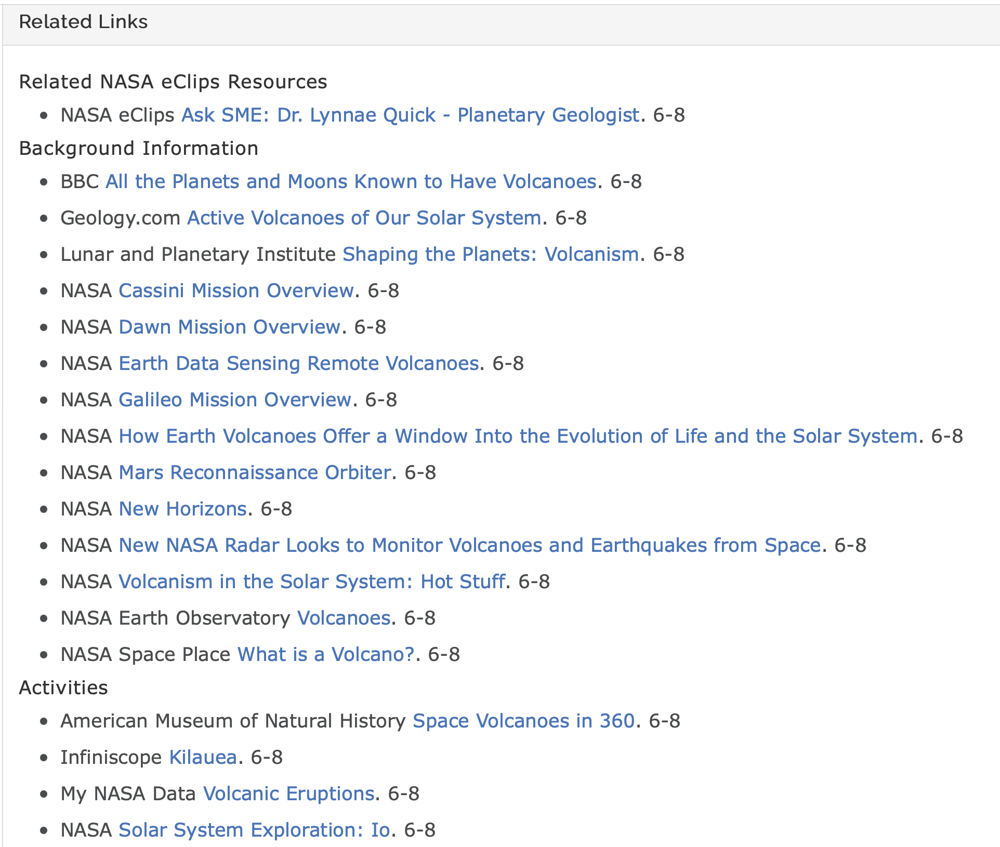 Related Links
Related NASA eClips Resources
• NASA eClips Ask SME: Dr. Lynnae Quick - Planetary Geologist. 6-8
Background Information
• BBC All the Planets and Moons Known to Have Volcanoes. 6-8
• Geology.com Active Volcanoes of Our Solar System. 6-8
• Lunar and Planetary Institute Shaping the Planets: Volcanism. 6-8
• NASA Cassini Mission Overview. 6-8
• NASA Dawn Mission Overview. 6-8
• NASA Earth Data Sensing Remote Volcanoes. 6-8
• NASA Galileo Mission Overview. 6-8
• NASA How Earth Volcanoes Offer a Window Into the Evolution of Life and the Solar System. 6-8
• NASA Mars Reconnaissance Orbiter. 6-8
• NASA New Horizons. 6-8
• NASA New NASA Radar Looks to Monitor Volcanoes and Earthquakes from Space. 6-8
• NASA Volcanism in the Solar System: Hot Stuff. 6-8
• NASA Earth Observatory Volcanoes. 6-8
• NASA Space Place What is a Volcano?. 6-8
Activities
• American Museum of Natural History Space Volcanoes in 360. 6-8
• Infiniscope Kilauea. 6-8
• My NASA Data Volcanic Eruptions. 6-8
• NASA Solar System Exploration: Io. 6-8